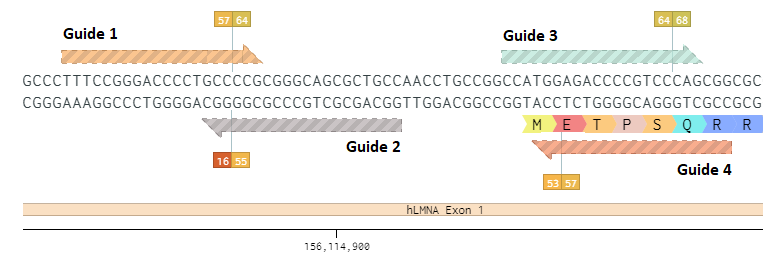 57 64
64 68
Guide 1
Guide 3
GCCCTTTCCGGGACCCCTGCCCCGCGGGCAGCGCTGCCAACCTGCCGGCCATGGAGACCCCGTCCCAGCGGCGC
CGGGAAAGGCCCTGGGGACGGGGCGCCCGTCGCGACGGTTGGACGGCCGGTACCTCTGGGGCAGGGTCGCCGCG
M E T P S Q R R
Guide 2
16 55
Guide 4
53 57
hLMNA Exon 1
156,114,900